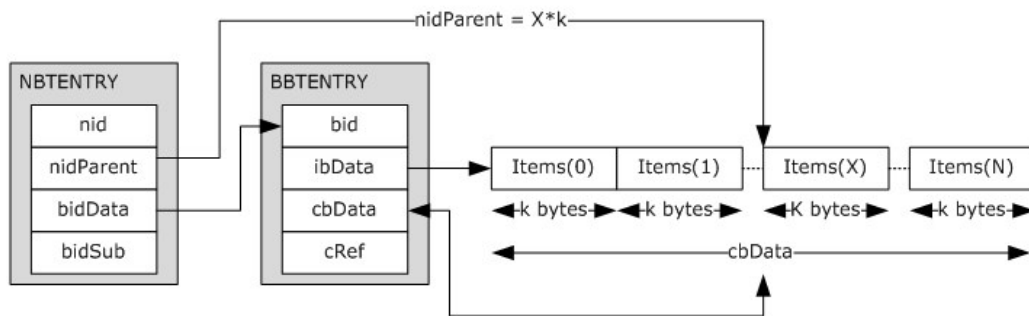 nidParent = X*k
NBTENTRY
nid
nidParent
bidData
bidSub
BBTENTRY
bid
ibData
cbData
cRef
Items(0)
Items(1)
Items(X)
Items(N)
k bytes
k bytes
K bytes
k bytes
cbData